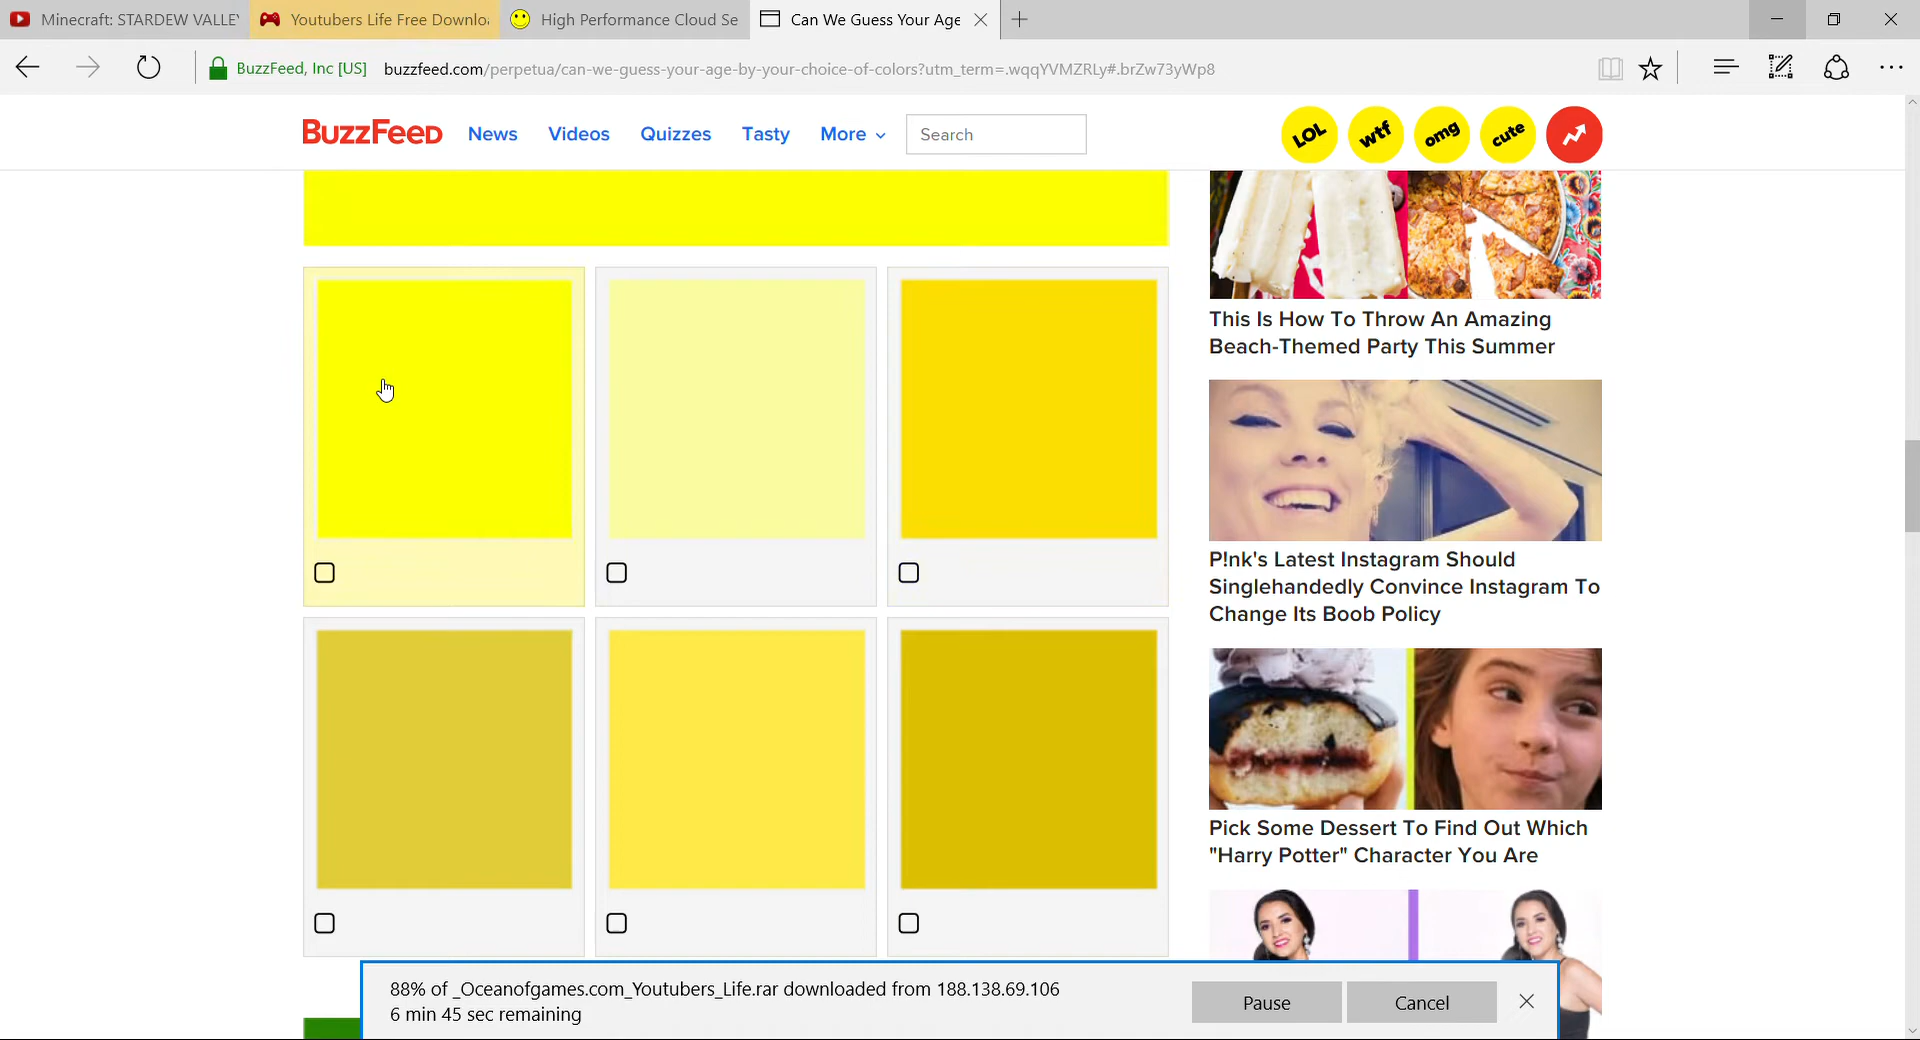 Minecraft: STARDEW VALLE
Youtubers Life Free Downlo
High Performance Cloud Se
Can We Guess Your Age
BuzzFeed, Inc [US]
buzzfeed.com/perpetua/can-we-guess-your-age-by-your-choice-of-colors?utm_term=.wqqYVMZRLy#.brZw73yWp8
BuzzFeed
News
Videos
Quizzes
Tasty
More
Search
LOL
wtf
omg
cute
This Is How To Throw An Amazing
Beach-Themed Party This Summer
P!nk's Latest Instagram Should
Singlehandedly Convince Instagram To
Change Its Boob Policy
Pick Some Dessert To Find Out Which
"Harry Potter" Character You Are
88% of _Oceanofgames.com_Youtubers_Life.rar downloaded from 188.138.69.106
6 min 45 sec remaining
Pause
Cancel